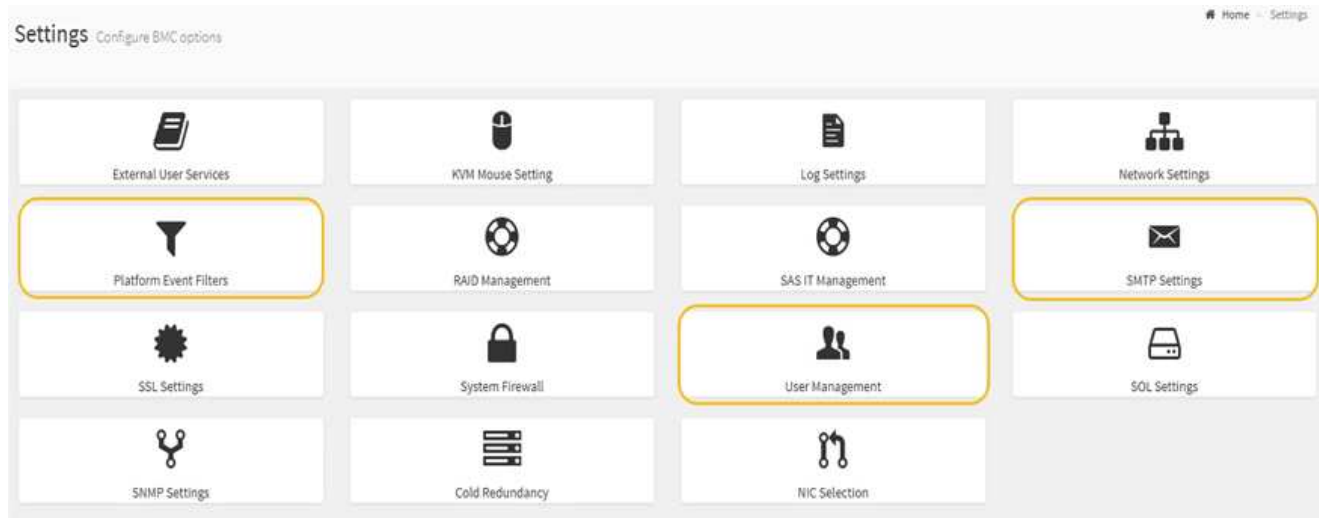 Home > Settings
Settings Configure BMC options
External User Services
KVM Mouse Setting
Log Settings
Network Settings
Platform Event Filters
RAID Management
SAS IT Management
SMTP Settings
SSL Settings
System Firewall
User Management
SOL Settings
SNMP Settings
Cold Redundancy
NIC Selection